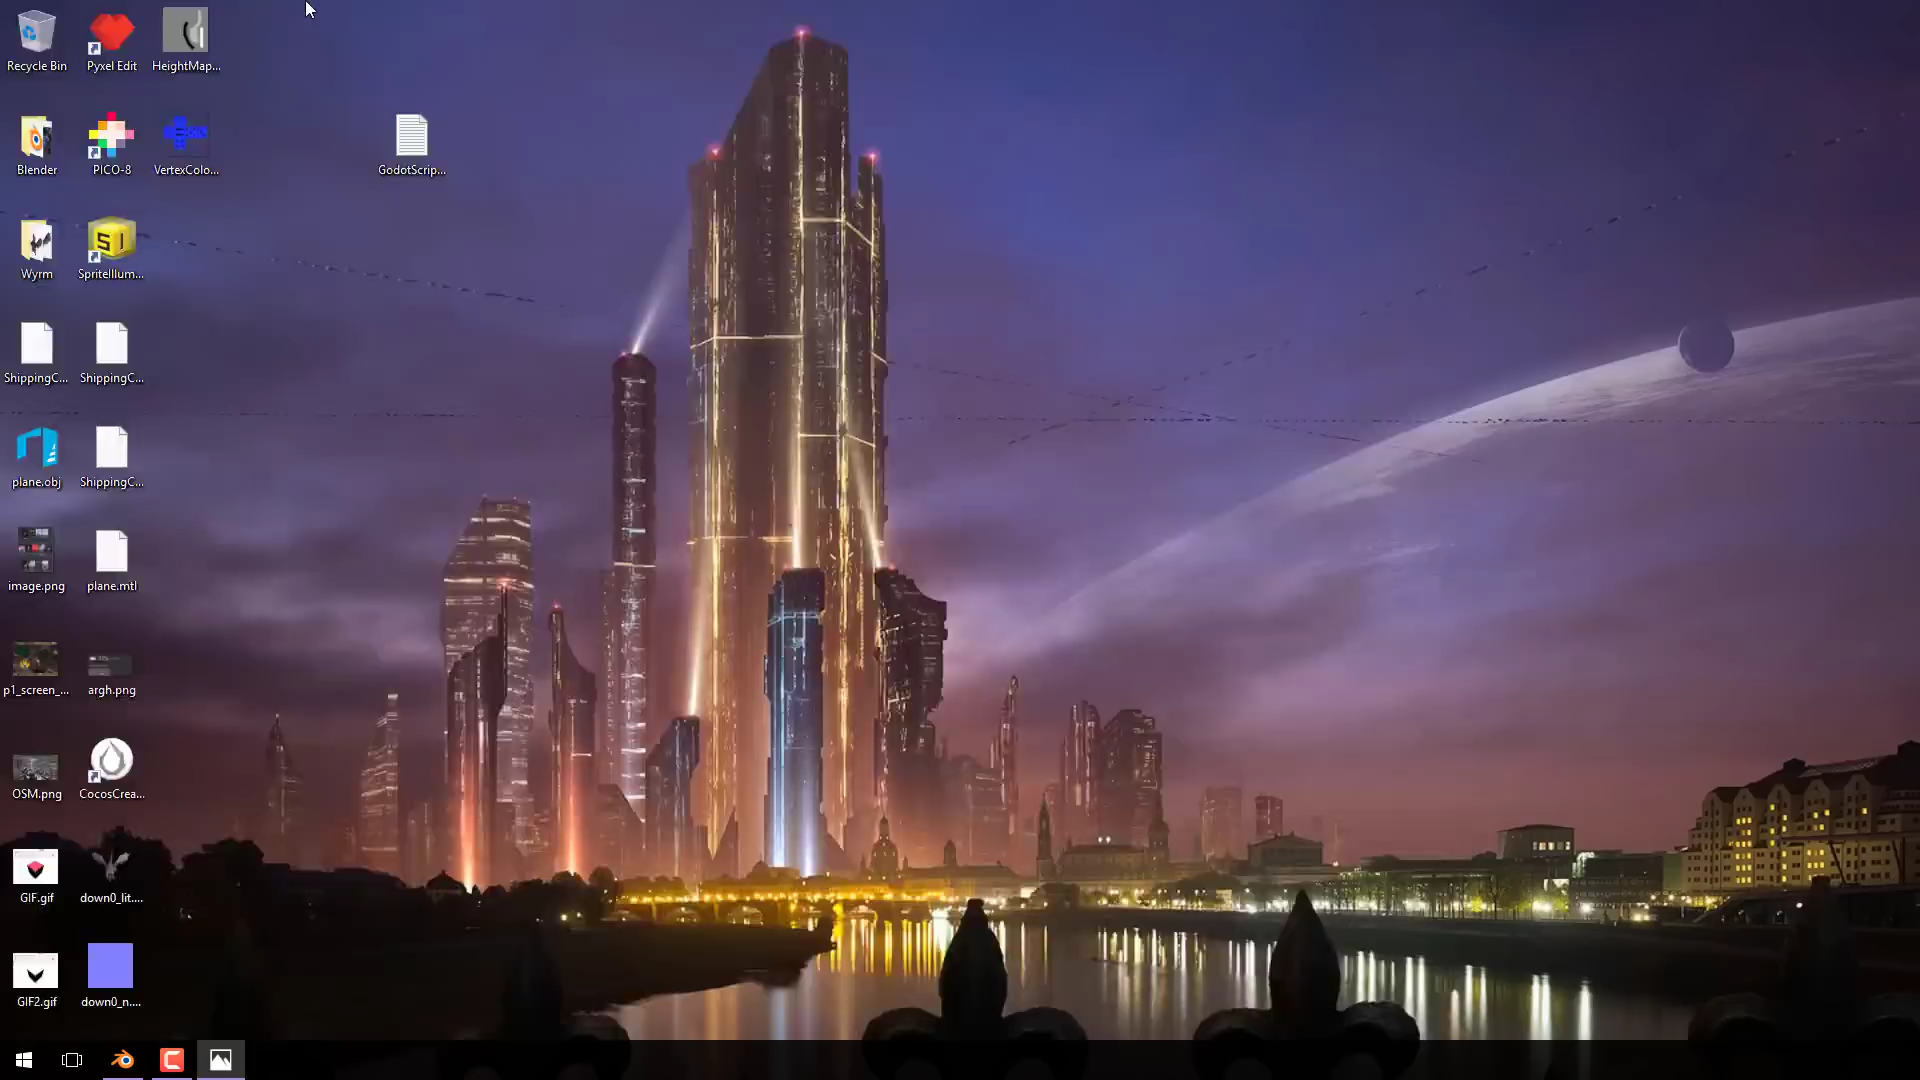 Recycle Bin
Pyxel Edit
HeightMap...
Blender
PICO-8
VertexColo...
GodotScrip...
Wyrm
SpriteIllum...
ShippingC...
ShippingC...
plane.obj
ShippingC...
image.png
plane.mtl
p1_screen_...
argh.png
OSM.png
CocosCrea...
GIF.gif
down0_lit....
GIF2.gif
down0_n....